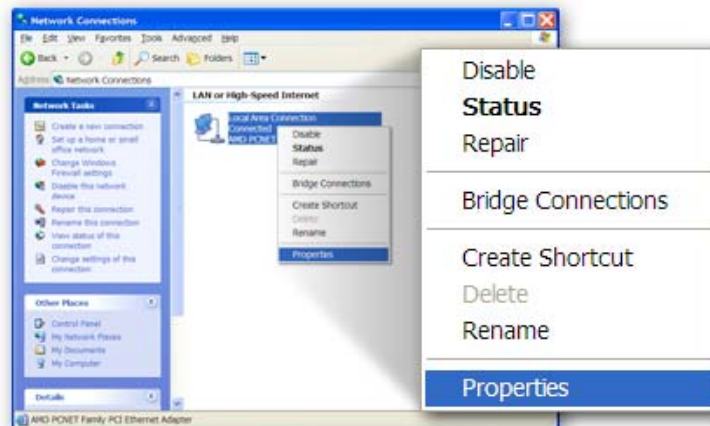 Network Connections
File Edit View Favorites Tools Advanced Help
Back Search Folders
Address Network Connections
Network Tasks
Create a new connection
Set up a home or small
office network
Change Windows
Firewall settings
Disable this network
device
Repair this connection
Rename this connection
View status of this
connection
Change settings of this
connection
Other Places
Control Panel
My Network Places
My Documents
My Computer
Details
LAN or High-Speed Internet
Local Area Connection
Connected
AMD PCNET
Disable
Status
Repair
Bridge Connections
Create Shortcut
Delete
Rename
Properties
AMD PCNET Family PCI Ethernet Adapter
Disable
Status
Repair
Bridge Connections
Create Shortcut
Delete
Rename
Properties